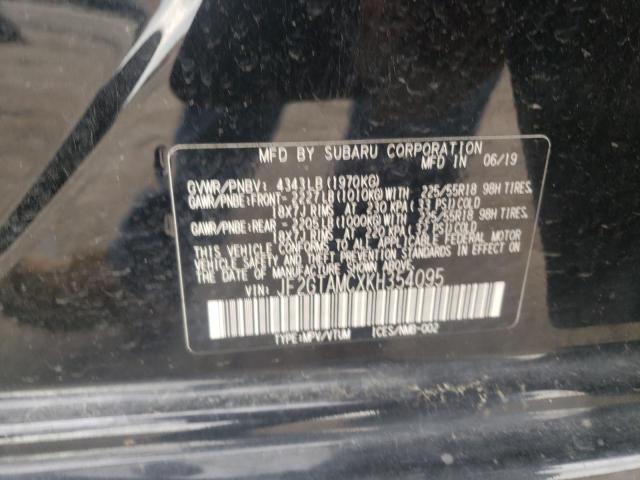 MFD BY SUBARU CORPORATION
MFD IN 06/19
GVWR/PNBV: 4343LB (1970KG)
GAWR/PNBE: FRONT- 2227LB (1010KG) WITH 225/55R18 98H TIRES.
18X7J RIMS AT 230 KPA (33 PSI) COLD
GAWR/PNBE: REAR - 2205LB (1000KG) WITH 225/55R18 98H TIRES.
18X7J RIMS AT 220 KPA (32 PSI) COLD
THIS VEHICLE CONFORMS TO ALL APPLICABLE FEDERAL MOTOR VEHICLE
SAFETY, BUMPER, AND THEFT PREVENTION STANDARDS IN EFFECT ON
THE DATE OF MANUFACTURE SHOWN ABOVE.
VIN: JF2GTAMCXKH354095
TYPE:MPV/VTUM ICES/NMB-002